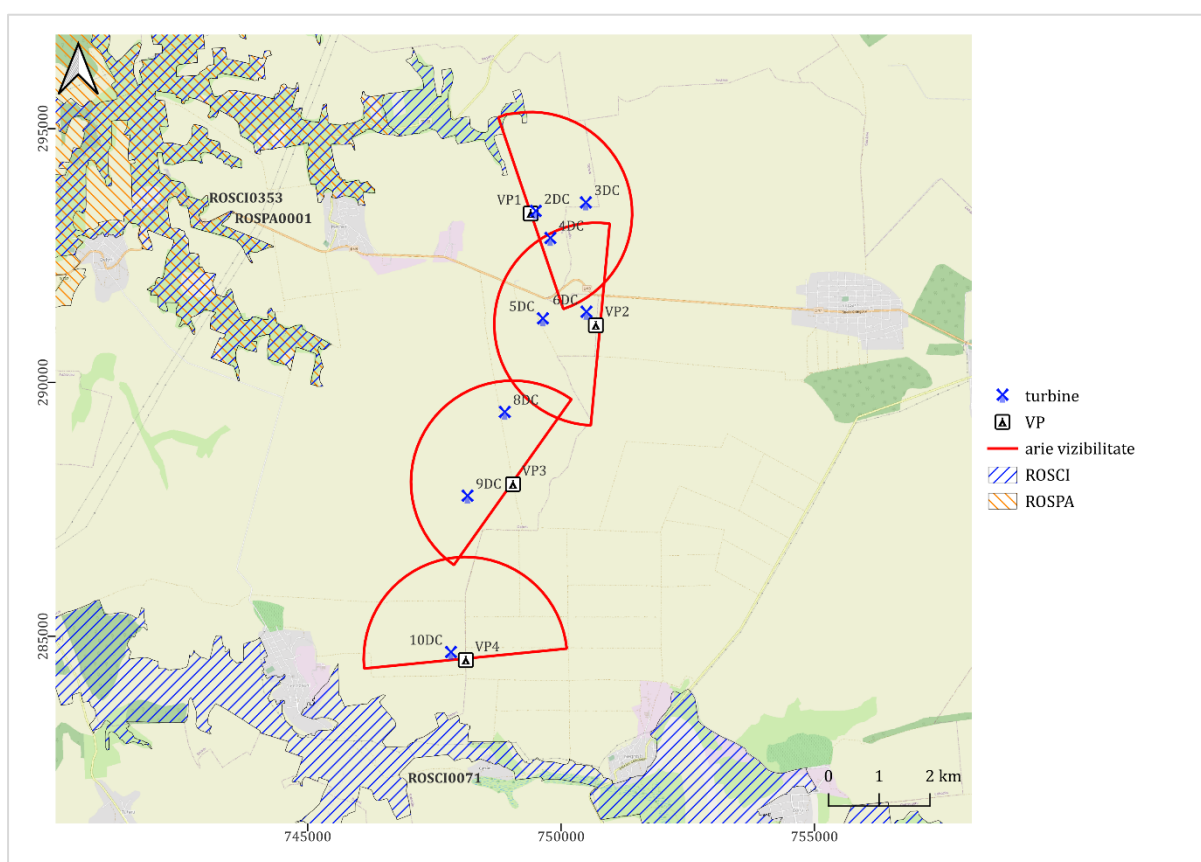 295000
290000
285000
745000
750000
755000
ROSCI0353
ROSPA0001
VP1
2DC
3DC
4DC
5DC
6DC
VP2
8DC
9DC
VP3
10DC
VP4
ROSCI0071
0 1 2 km
turbine
VP
arie vizibilitate
ROSCI
ROSPA